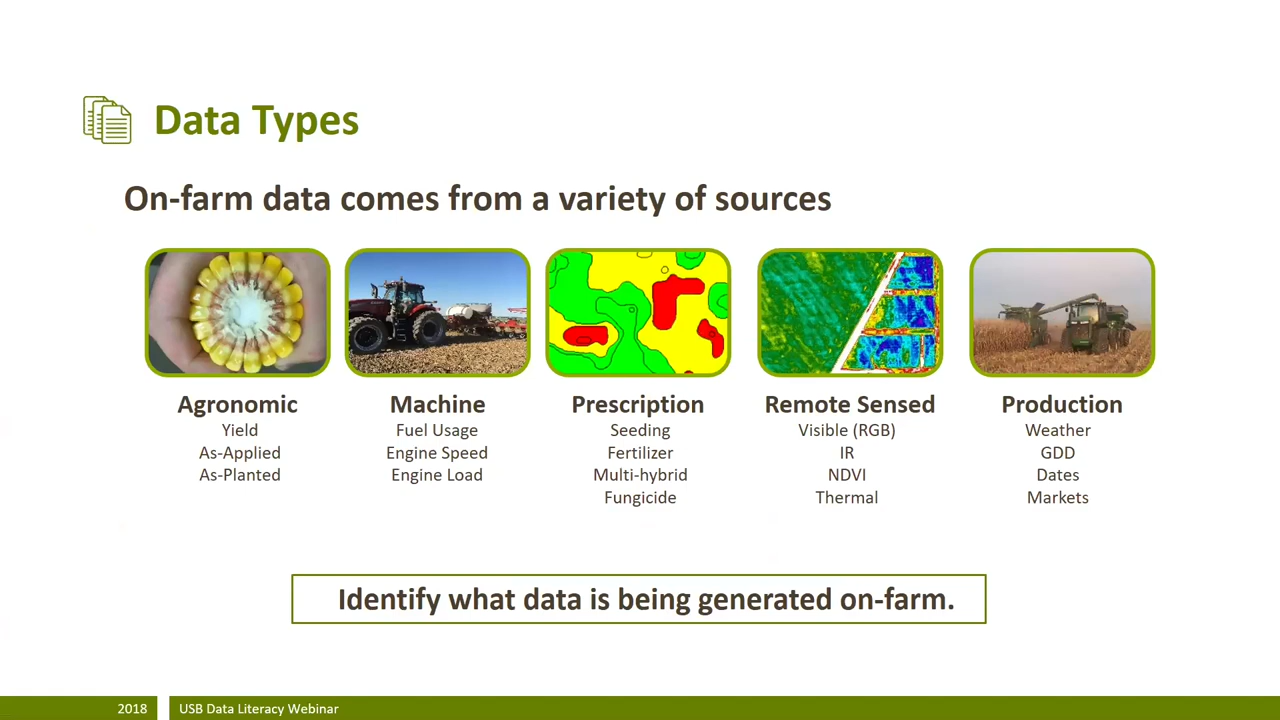 Data Types
On-farm data comes from a variety of sources
Agronomic
Yield
As-Applied
As-Planted
Machine
Fuel Usage
Engine Speed
Engine Load
Prescription
Seeding
Fertilizer
Multi-hybrid
Fungicide
Remote Sensed
Visible (RGB)
IR
NDVI
Thermal
Production
Weather
GDD
Dates
Markets
Identify what data is being generated on-farm.
2018
USB Data Literacy Webinar